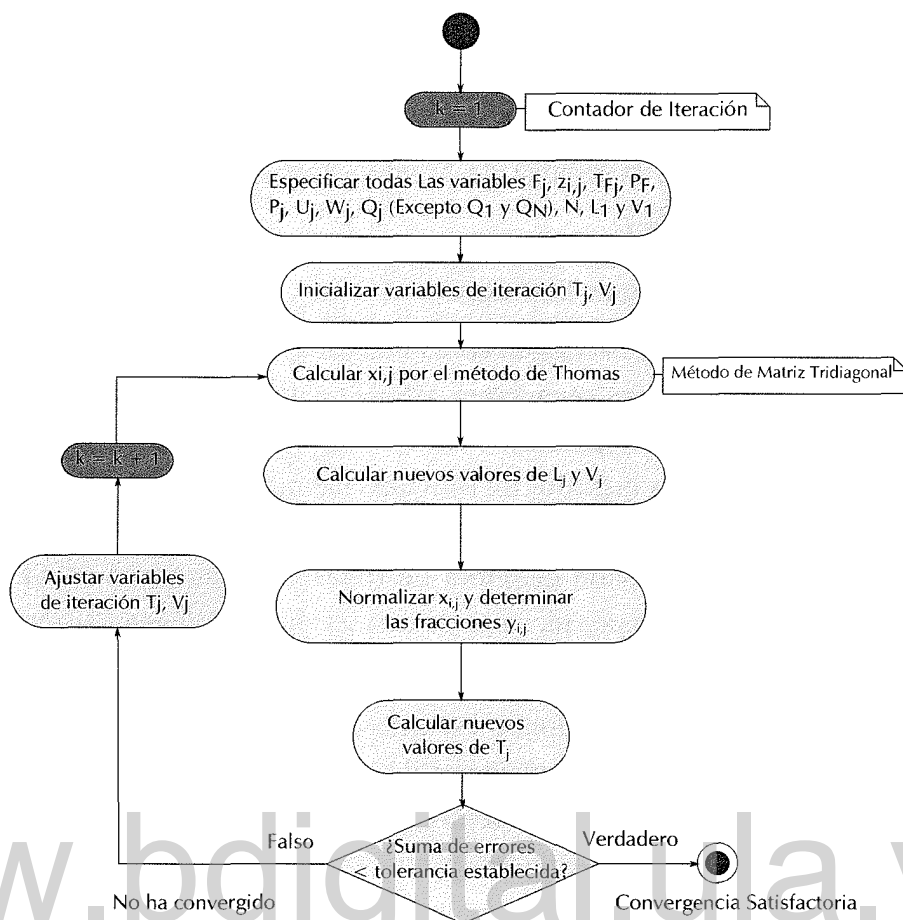 k = 1
Contador de Iteración
Especificar todas Las variables Fj, zi,j, TFj, PF,
Pj, Uj, Wj, Qj (Excepto Q1 y QN), N, L1 y V1
Inicializar variables de iteración Tj, Vj
Calcular xi,j por el método de Thomas
Método de Matriz Tridiagonal
k = k + 1
Calcular nuevos valores de Lj y Vj
Ajustar variables
de iteración Tj, Vj
Normalizar xi,j y determinar
las fracciones yi,j
Calcular nuevos
valores de Tj
Falso
¿Suma de errores
< tolerancia establecida?
Verdadero
No ha convergido
Convergencia Satisfactoria
w.bdigital.ula.v